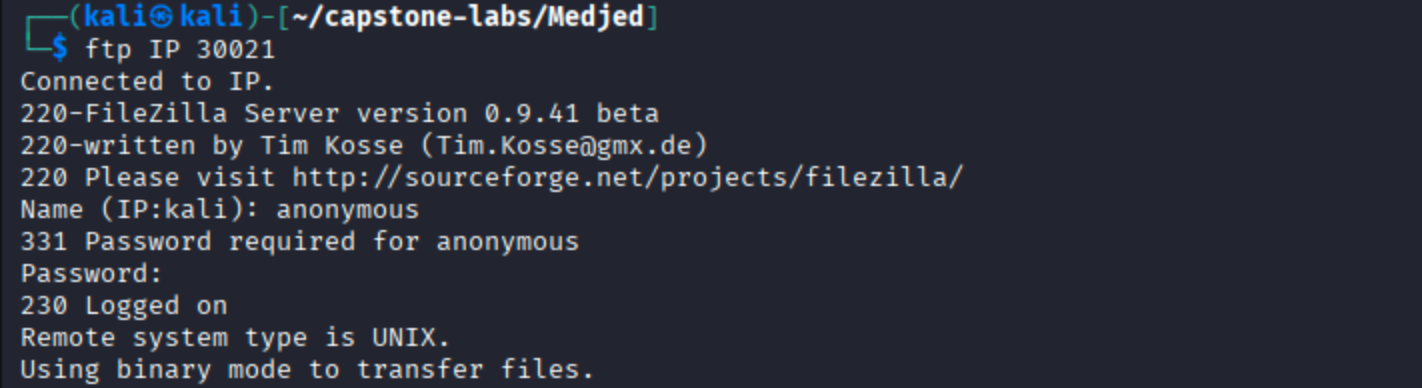 ┌──(kali㉿kali)-[~/capstone-labs/Medjed]
└─$ ftp IP 30021
Connected to IP.
220-FileZilla Server version 0.9.41 beta
220-written by Tim Kosse (Tim.Kosse@gmx.de)
220 Please visit http://sourceforge.net/projects/filezilla/
Name (IP:kali): anonymous
331 Password required for anonymous
Password:
230 Logged on
Remote system type is UNIX.
Using binary mode to transfer files.